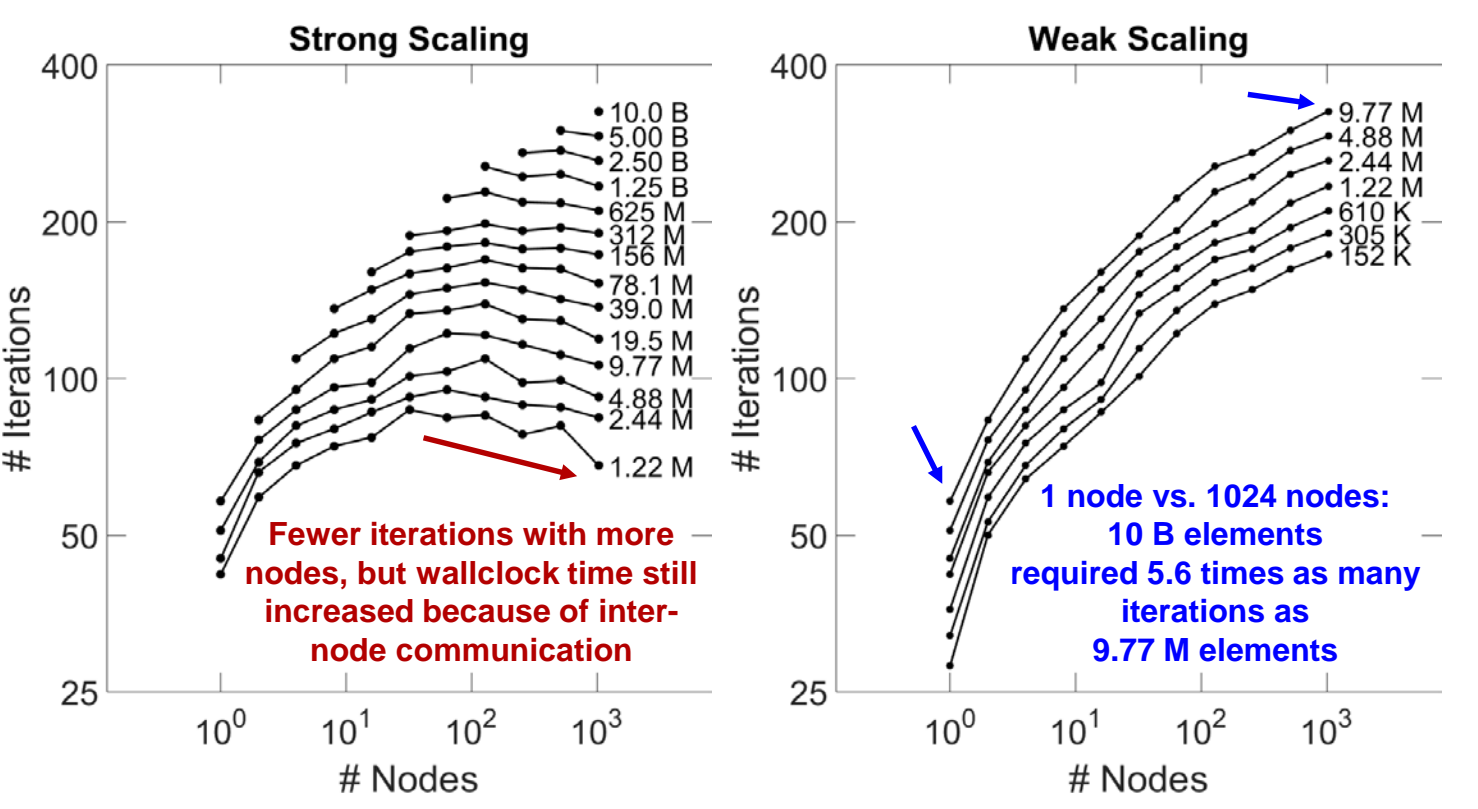 Strong Scaling
400
200
100
50
25
# Iterations
10.0 B
5.00 B
2.50 B
1.25 B
625 M
312 M
156 M
78.1 M
39.0 M
19.5 M
9.77 M
4.88 M
2.44 M
1.22 M
Fewer iterations with more
nodes, but wallclock time still
increased because of inter-
node communication
10^0
10^1
10^2
10^3
# Nodes
Weak Scaling
400
200
100
50
25
# Iterations
9.77 M
4.88 M
2.44 M
1.22 M
610 K
305 K
152 K
1 node vs. 1024 nodes:
10 B elements
required 5.6 times as many
iterations as
9.77 M elements
10^0
10^1
10^2
10^3
# Nodes